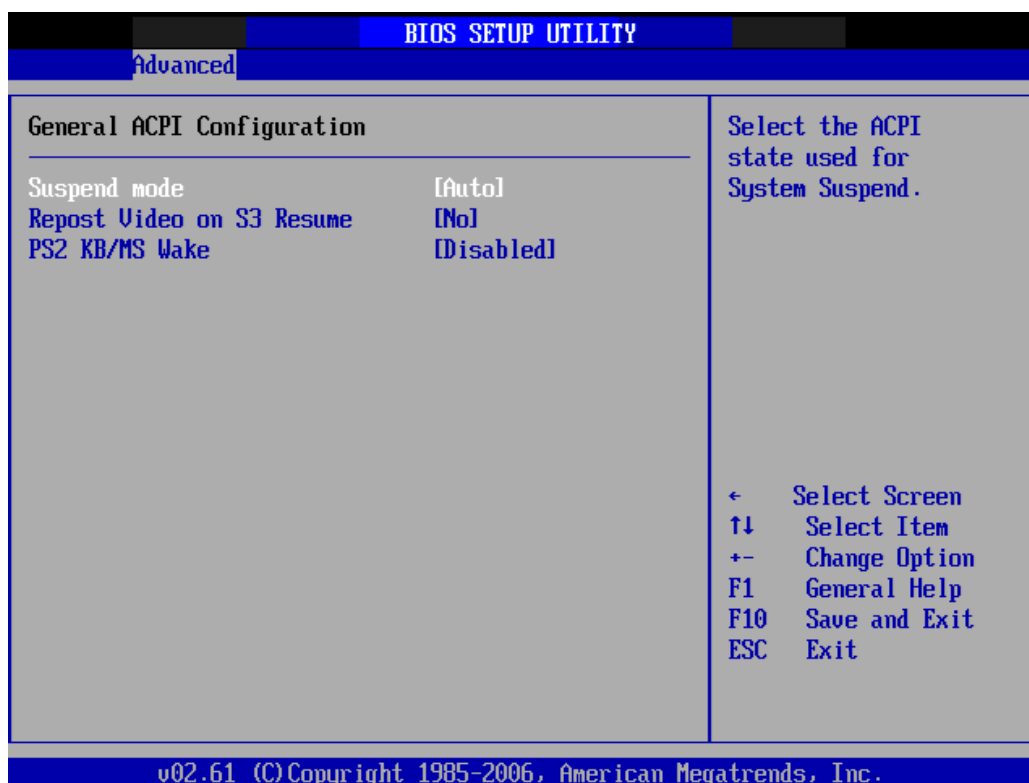 BIOS SETUP UTILITY
Advanced
General ACPI Configuration
Suspend mode [Auto]
Repost Video on S3 Resume [No]
PS2 KB/MS Wake [Disabled]
Select the ACPI
state used for
System Suspend.
← Select Screen
↑↓ Select Item
+- Change Option
F1 General Help
F10 Save and Exit
ESC Exit
v02.61 (C)Copyright 1985-2006, American Megatrends, Inc.